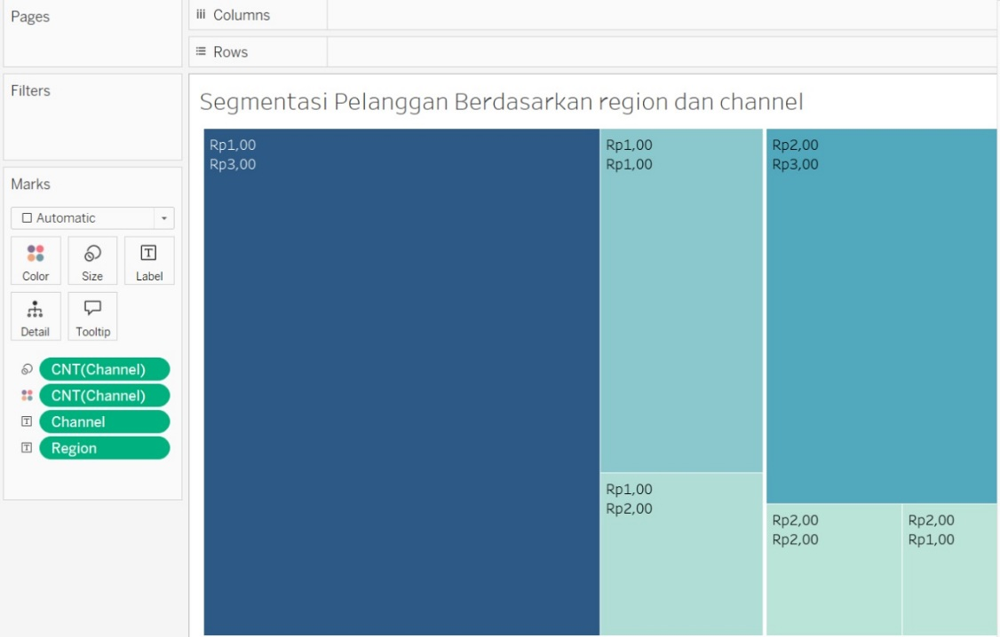 Pages
Columns
Rows
Filters
Segmentasi Pelanggan Berdasarkan region dan channel
Marks
Automatic
Color
Size
Label
Detail
Tooltip
CNT(Channel)
CNT(Channel)
Channel
Region
Rp1,00
Rp3,00
Rp1,00
Rp1,00
Rp2,00
Rp3,00
Rp1,00
Rp2,00
Rp2,00
Rp2,00
Rp2,00
Rp1,00